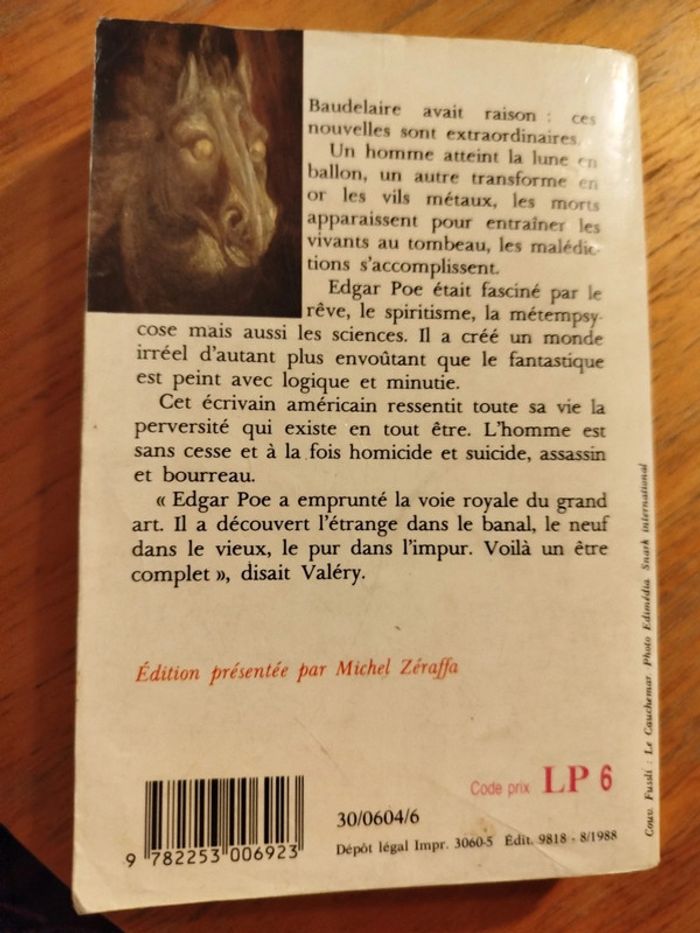 Baudelaire avait raison : ces
nouvelles sont extraordinaires.
Un homme atteint la lune en
ballon, un autre transforme en
or les vils métaux, les morts
apparaissent pour entraîner les
vivants au tombeau, les malédic-
tions s'accomplissent.
Edgar Poe était fasciné par le
rêve, le spiritisme, la métempsy-
cose mais aussi les sciences. Il a créé un monde
irréel d'autant plus envoûtant que le fantastique
est peint avec logique et minutie.
Cet écrivain américain ressentit toute sa vie la
perversité qui existe en tout être. L'homme est
sans cesse et à la fois homicide et suicide, assassin
et bourreau.
« Edgar Poe a emprunté la voie royale du grand
art. Il a découvert l'étrange dans le banal, le neuf
dans le vieux, le pur dans l'impur. Voilà un être
complet », disait Valéry.
Édition présentée par Michel Zéraffa
Couv. Fussli : Le Cauchemar. Photo Edimédia. Snark international
Code prix LP 6
30/0604/6
Dépôt légal Impr. 3060-5 Édit. 9818 - 8/1988
9 782253 006923